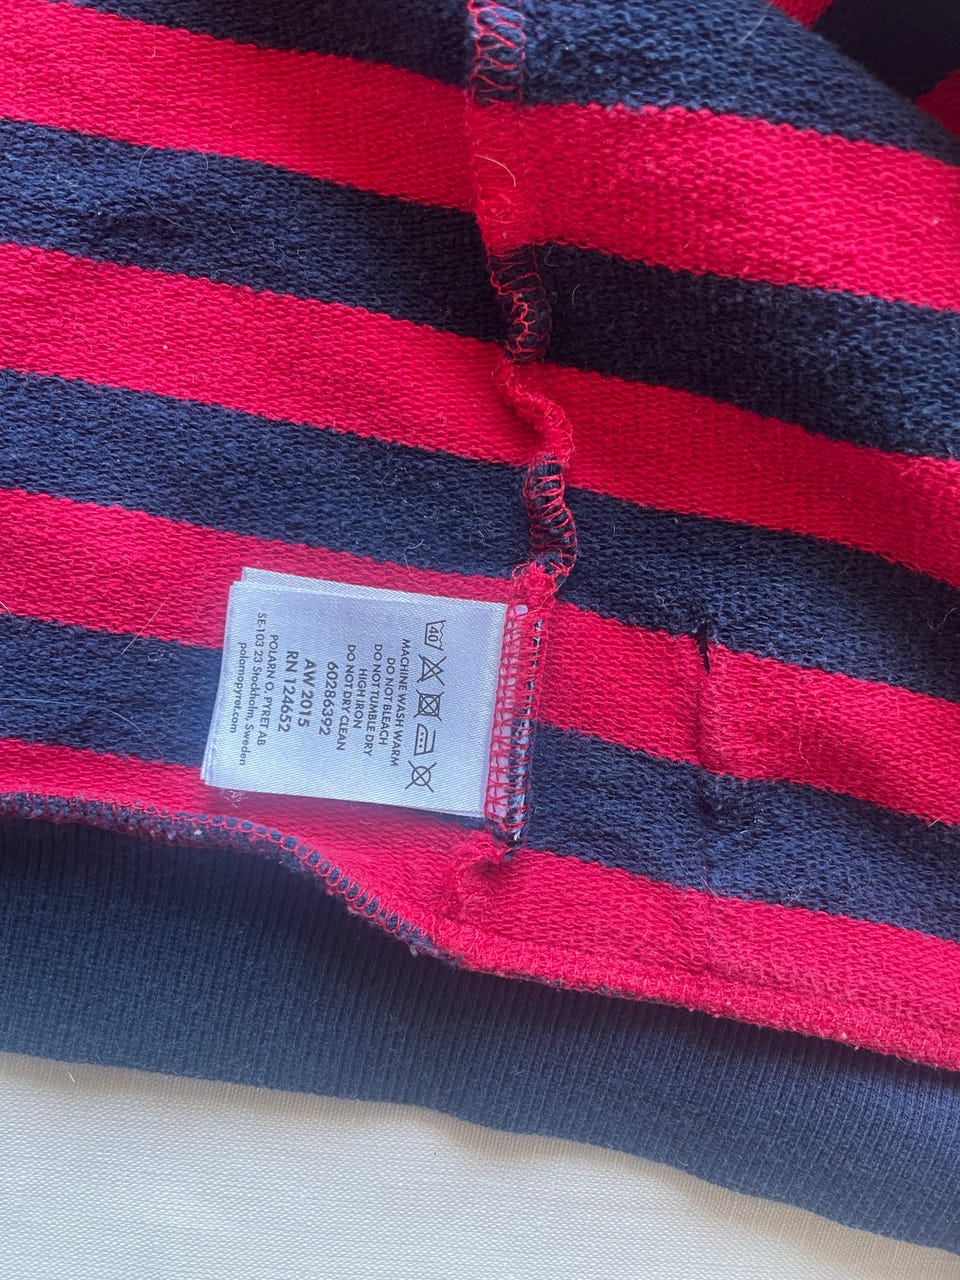 40
MACHINE WASH WARM
DO NOT BLEACH
DO NOT TUMBLE DRY
HIGH IRON
DO NOT DRY CLEAN
60286392
AW 2015
RN 124652
POLARN O. PYRET AB
SE-103 23 Stockholm, Sweden
polarnopyret.com